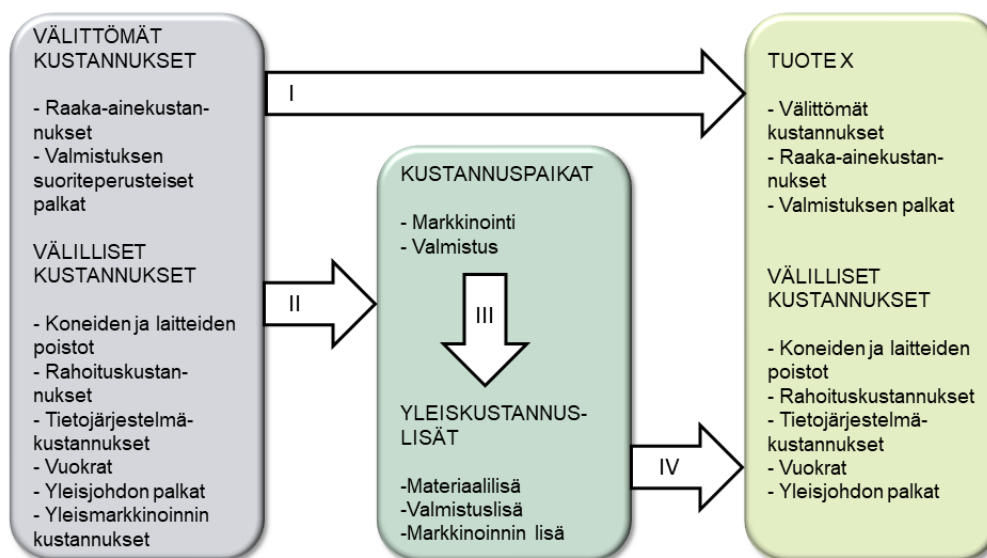 VÄLITTÖMÄT
KUSTANNUKSET
- Raaka-ainekustan-
nukset
- Valmistuksen
suoriteperusteiset
palkat
VÄLILLISET
KUSTANNUKSET
- Koneiden ja laitteiden
poistot
- Rahoituskustan-
nukset
- Tietojärjestelmä-
kustannukset
- Vuokrat
- Yleisjohdon palkat
- Yleismarkkinoinnin
kustannukset
I
II
KUSTANNUSPAIKAT
- Markkinointi
- Valmistus
III
YLEISKUSTANNUS-
LISÄT
-Materiaalilisä
-Valmistuslisä
-Markkinoinnin lisä
IV
TUOTE X
- Välittömät
kustannukset
- Raaka-ainekustan-
nukset
- Valmistuksen palkat
VÄLILLISET
KUSTANNUKSET
- Koneiden ja laitteiden
poistot
- Rahoituskustannukset
- Tietojärjestelmä-
kustannukset
- Vuokrat
- Yleisjohdon palkat